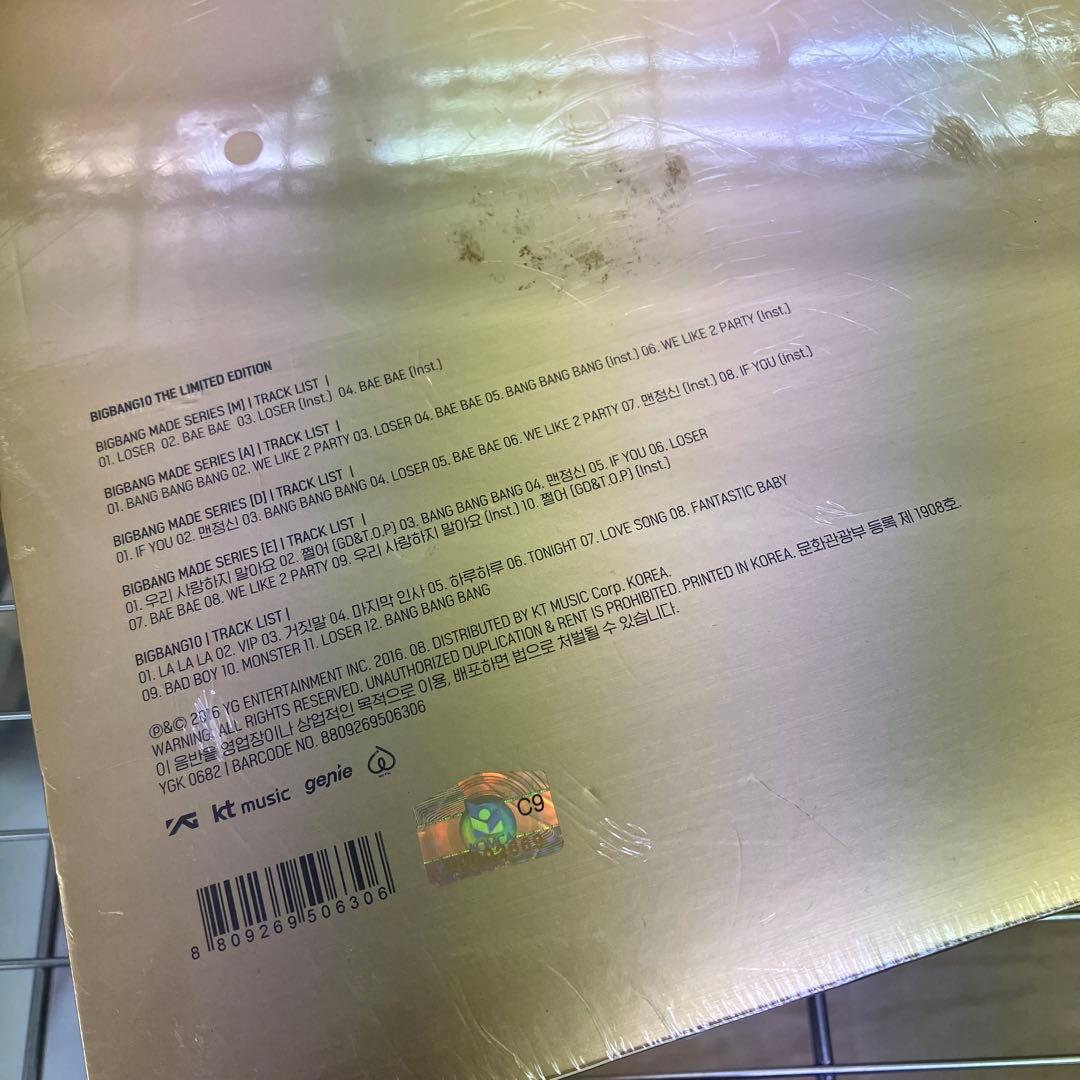 BIGBANG10 THE LIMITED EDITION
BIGBANG MADE SERIES [M] | TRACK LIST |
01. LOSER 02. BAE BAE 03. LOSER (Inst.) 04. BAE BAE (Inst.)
BIGBANG MADE SERIES [A] | TRACK LIST |
01. BANG BANG BANG 02. WE LIKE 2 PARTY 03. LOSER 04. BAE BAE 05. BANG BANG BANG (Inst.) 06. WE LIKE 2 PARTY (Inst.)
BIGBANG MADE SERIES [D] | TRACK LIST |
01. IF YOU 02. 맨정신 03. BANG BANG BANG 04. LOSER 05. BAE BAE 06. WE LIKE 2 PARTY 07. 맨정신 (Inst.) 08. IF YOU (Inst.)
BIGBANG MADE SERIES [E] | TRACK LIST |
01. 우리 사랑하지 말아요 02. 쩔어 (GD&T.O.P) 03. BANG BANG BANG 04. 맨정신 05. IF YOU 06. LOSER
07. BAE BAE 08. WE LIKE 2 PARTY 09. 우리 사랑하지 말아요 (Inst.) 10. 쩔어 (GD&T.O.P) (Inst.)
BIGBANG10 | TRACK LIST |
01. LA LA LA 02. VIP 03. 거짓말 04. 마지막 인사 05. 하루하루 06. TONIGHT 07. LOVE SONG 08. FANTASTIC BABY
09. BAD BOY 10. MONSTER 11. LOSER 12. BANG BANG BANG
℗&© 2016 YG ENTERTAINMENT INC. 2016. 08. DISTRIBUTED BY KT MUSIC Corp. KOREA.
WARNING: ALL RIGHTS RESERVED. UNAUTHORIZED DUPLICATION & RENT IS PROHIBITED. PRINTED IN KOREA. 문화관광부 등록 제 1908호.
이 음반을 영업장이나 상업적인 목적으로 이용, 배포하면 법으로 처벌될 수 있습니다.
YGK 0682 | BARCODE NO. 8809269506306
YG kt music genie
C9
8 809269 506306